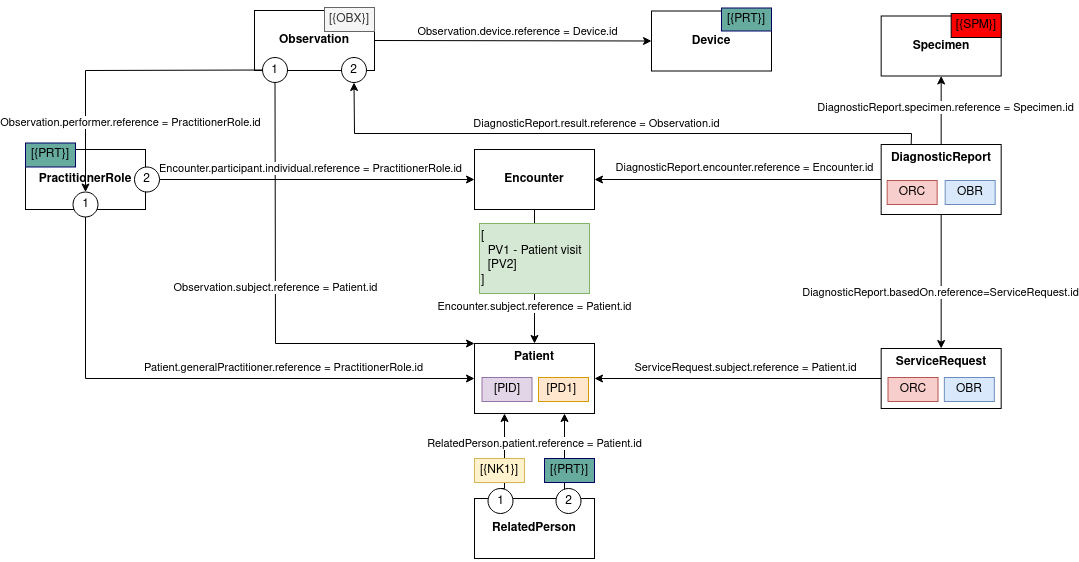 [{OBX}]
Observation
1
2
Observation.device.reference = Device.id
[{PRT}]
Device
[{SPM}]
Specimen
DiagnosticReport.specimen.reference = Specimen.id
Observation.performer.reference = PractitionerRole.id
DiagnosticReport.result.reference = Observation.id
[{PRT}]
PractitionerRole
2
1
Encounter.participant.individual.reference = PractitionerRole.id
Encounter
DiagnosticReport.encounter.reference = Encounter.id
DiagnosticReport
ORC
OBR
[
PV1 - Patient visit
[PV2]
]
Observation.subject.reference = Patient.id
Encounter.subject.reference = Patient.id
DiagnosticReport.basedOn.reference=ServiceRequest.id
Patient.generalPractitioner.reference = PractitionerRole.id
Patient
[PID]
[PD1]
ServiceRequest.subject.reference = Patient.id
ServiceRequest
ORC
OBR
RelatedPerson.patient.reference = Patient.id
[{NK1}]
[{PRT}]
1
2
RelatedPerson